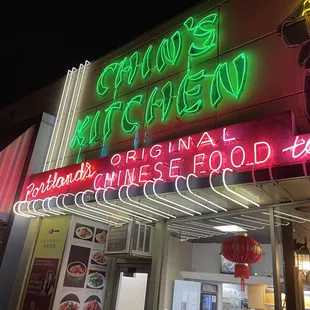 CHIN'S
KITCHEN
Portland's ORIGINAL
CHINESE FOOD